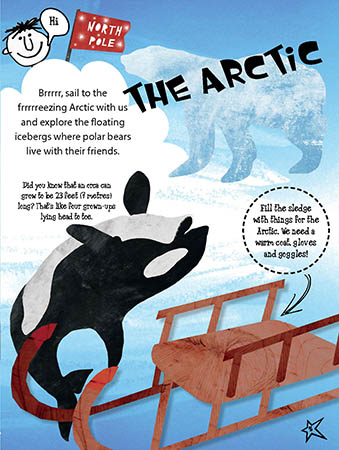 Hi
NORTH
POLE
THE ARCTIC
Brrrrr, sail to the
frrrrreezing Arctic with us
and explore the floating
icebergs where polar bears
live with their friends.
Did you know that an orca can
grow to be 23 feet (7 metres)
long? That's like four grown-ups
lying head to toe.
Fill the sledge
with things for the
Arctic. We need a
warm coat, gloves
and goggles!